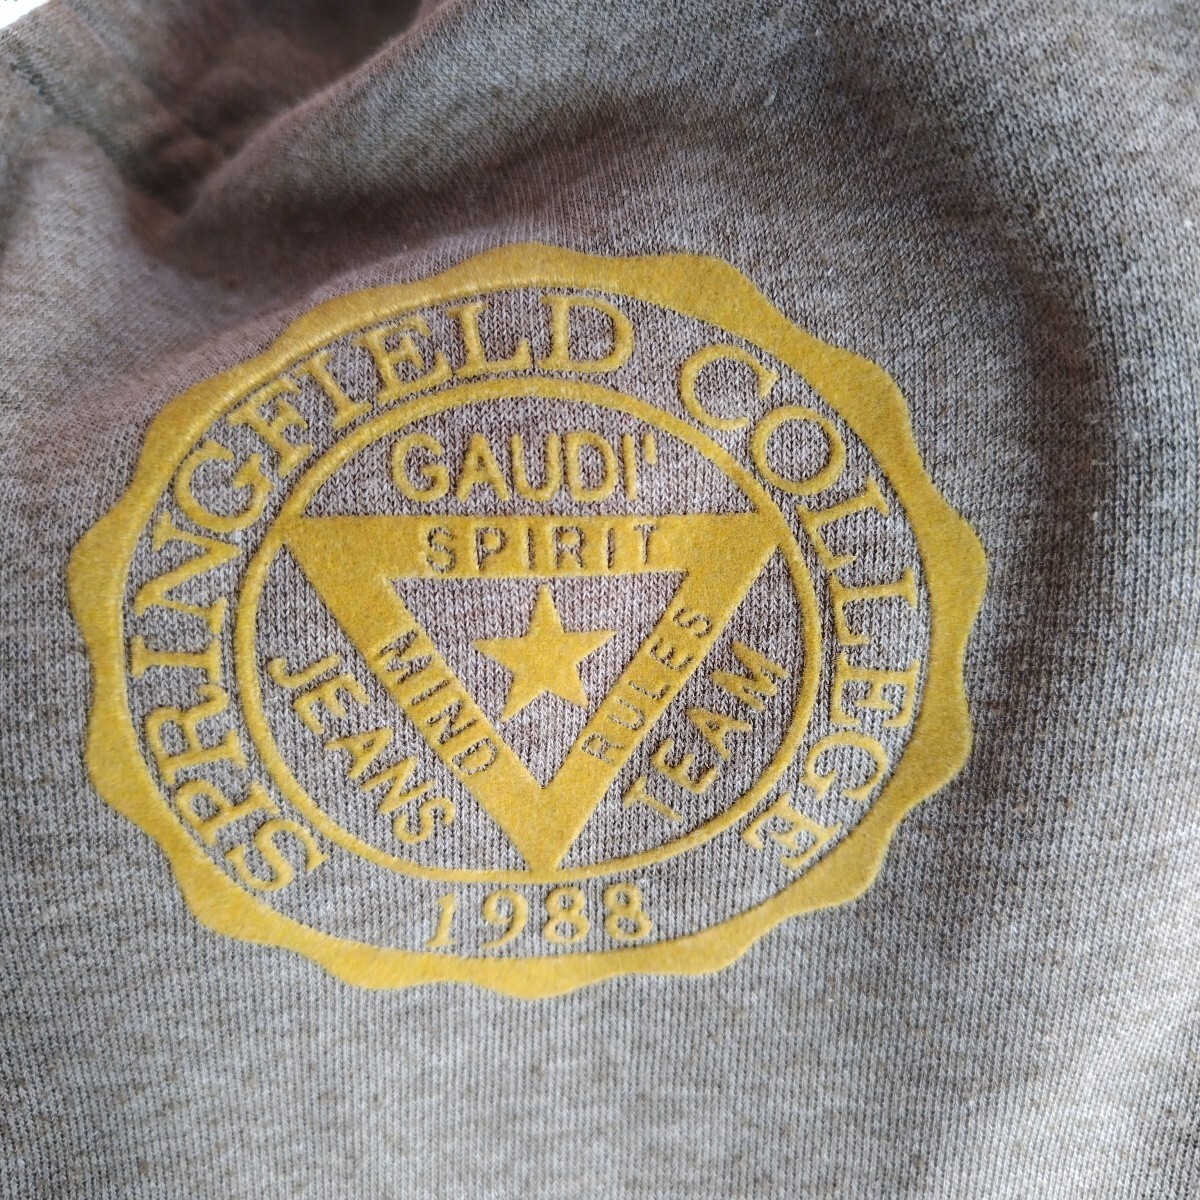 SPRINGFIELD COLLEGE
GAUDI'
SPIRIT
MIND
RULES
JEANS
TEAM
1988